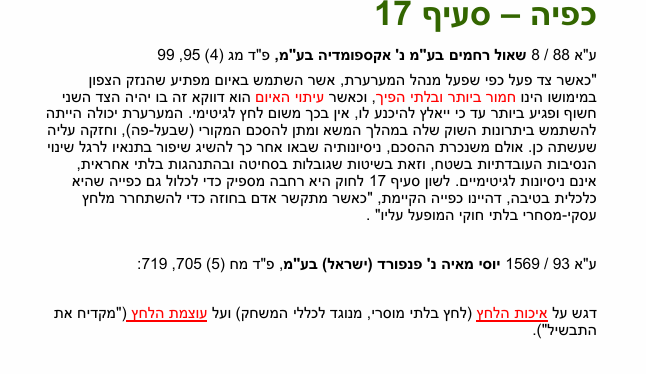 כפיה – סעיף 17
ע"א 88 / 8 שאול רחמים בע"מ נ' אקספומדיה בע"מ, פ"ד מג (4) 95, 99
"כאשר צד פעל כפי שפעל מנהל המערערת, אשר השתמש באיום מפתיע שהנזק הצפון
במימושו הינו חמור ביותר ובלתי הפיך, וכאשר עיתוי האיום הוא דווקא זה בו יהיה הצד השני
חשוף ופגיע ביותר עד כי ייאלץ להיכנע לו, אין בכך משום לחץ לגיטימי. המערערת יכולה הייתה
להשתמש ביתרונות השוק שלה במהלך המשא ומתן להסכם המקורי (שבעל-פה), וחזקה עליה
שעשתה כן. אולם משנכרת ההסכם, ניסיונותיה שבאו אחר כך להשיג שיפור בתנאיו לרגל שינוי
הנסיבות העובדתיות בשטח, וזאת בשיטות שגובלות בסחיטה ובהתנהגות בלתי אחראית,
אינם ניסיונות לגיטימיים. לשון סעיף 17 לחוק היא רחבה מספיק כדי לכלול גם כפייה שהיא
כלכלית בטיבה, דהיינו כפייה הקיימת, "כאשר מתקשר אדם בחוזה כדי להשתחרר מלחץ
עסקי-מסחרי בלתי חוקי המופעל עליו" .
ע"א 93 / 1569 יוסי מאיה נ' פנפורד (ישראל) בע"מ, פ"ד מח (5) 705, 719:
דגש על איכות הלחץ (לחץ בלתי מוסרי, מנוגד לכללי המשחק) ועל עוצמת הלחץ ("מקדיח את
התבשיל").